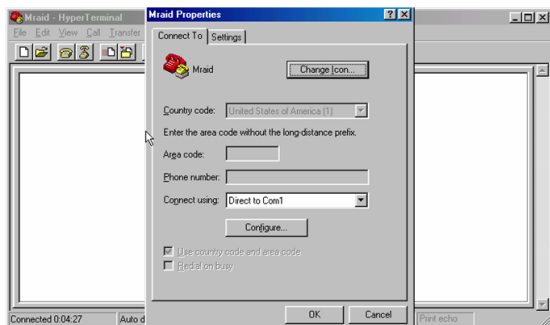 Mraid - HyperTerminal
File Edit View Call Transfer
Mraid Properties
Connect To Settings
Mraid
Change Icon...
Country code: United States of America (1)
Enter the area code without the long-distance prefix.
Area code:
Phone number:
Connect using: Direct to Com1
Configure...
Use country code and area code
Redial on busy
OK Cancel
Connected 0:04:27 Auto d Print echo